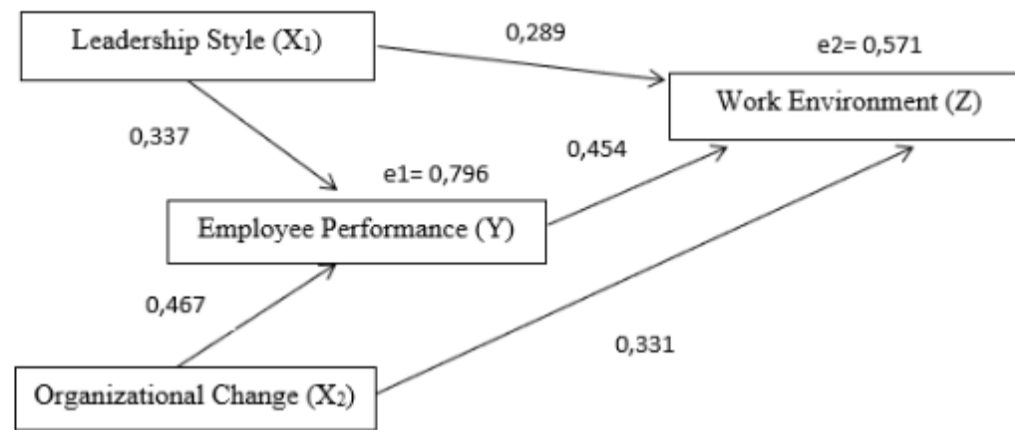 Leadership Style (X₁)
0,289
e2= 0,571
Work Environment (Z)
0,337
0,454
e1= 0,796
Employee Performance (Y)
0,467
0,331
Organizational Change (X₂)